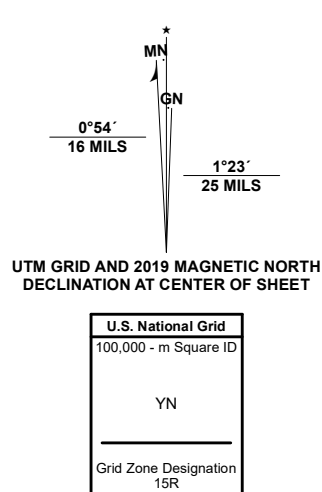 ★
MN
GN
0°54´
16 MILS
1°23´
25 MILS
UTM GRID AND 2019 MAGNETIC NORTH
DECLINATION AT CENTER OF SHEET
U.S. National Grid
100,000 - m Square ID
YN
Grid Zone Designation
15R